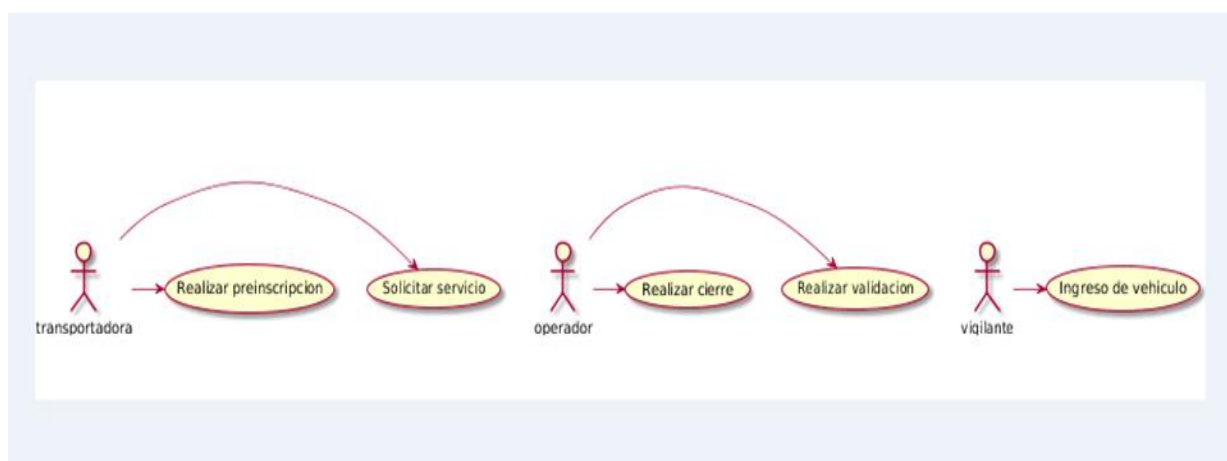 Realizar preinscripcion
Solicitar servicio
Realizar cierre
Realizar validacion
Ingreso de vehiculo
transportadora
operador
vigilante